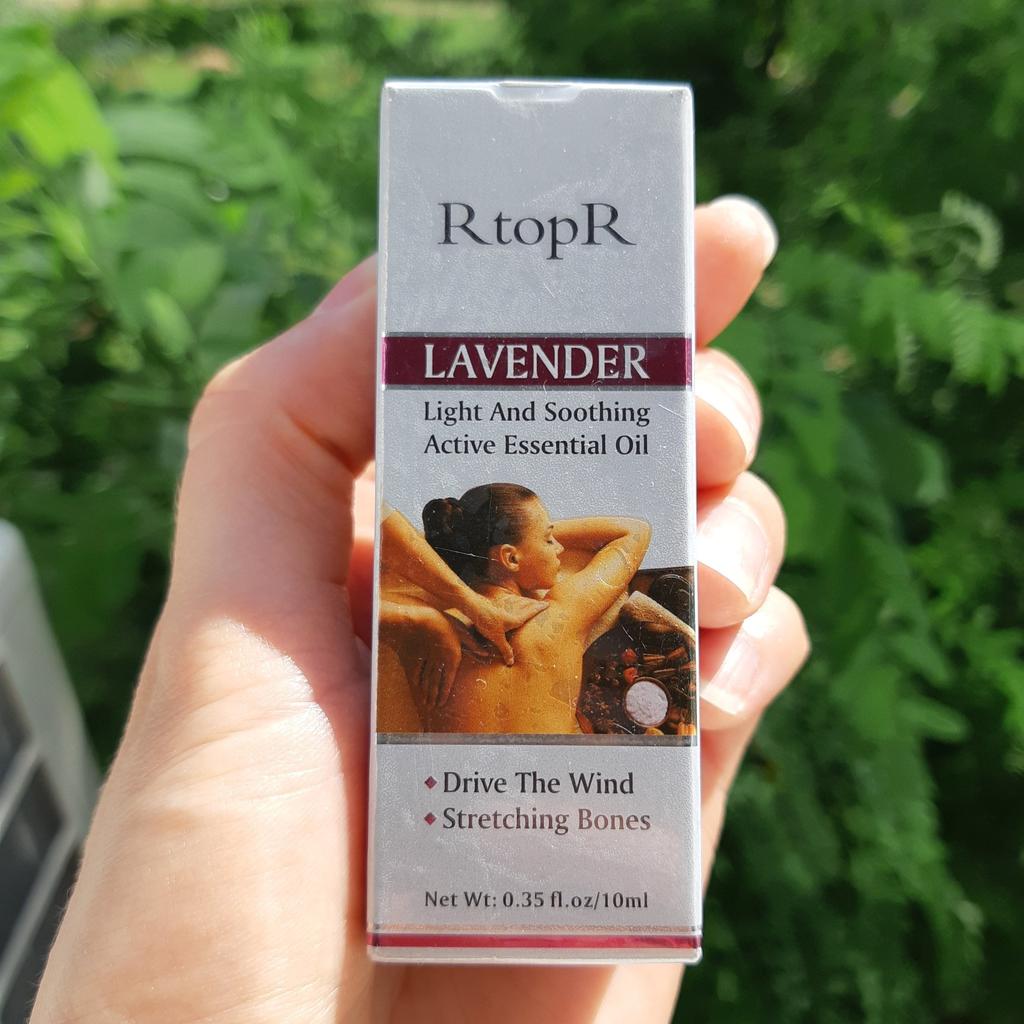 RtopR
LAVENDER
Light And Soothing
Active Essential Oil
Drive The Wind
Stretching Bones
Net Wt: 0.35 fl.oz/10ml